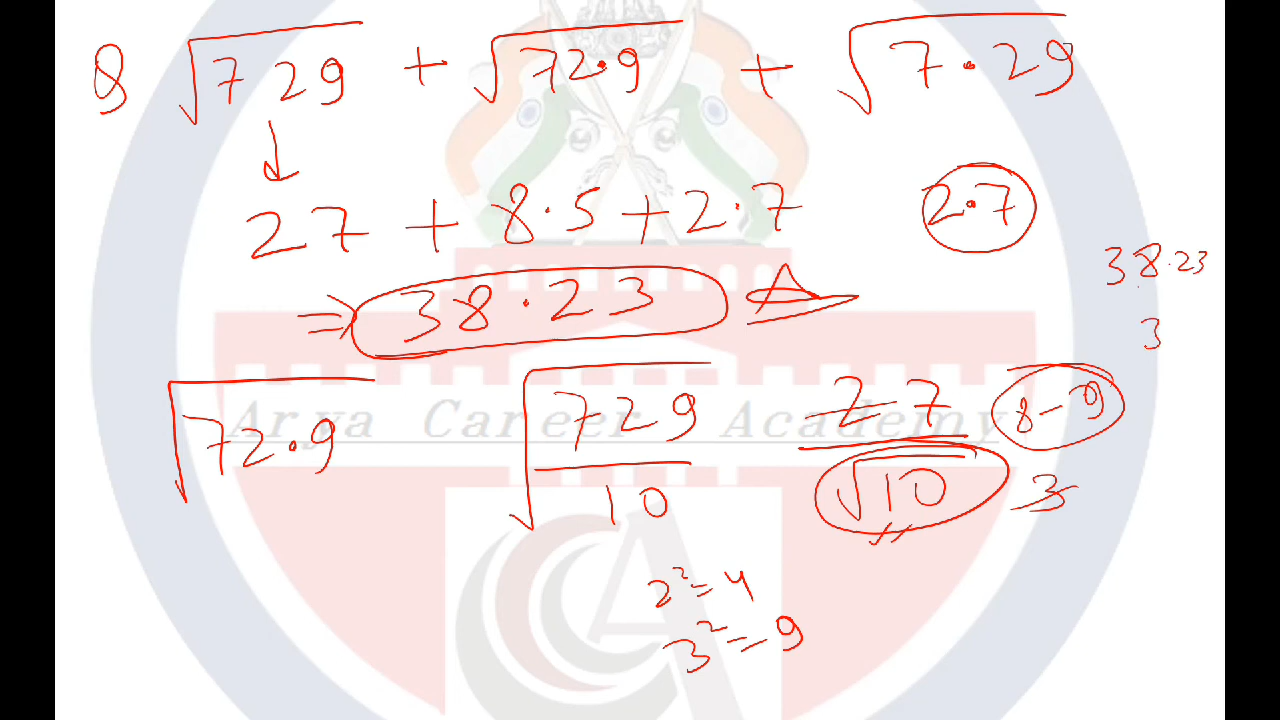 8 √729 + √72.9 + √7.29
27 + 8.5 + 2.7 2.7
38.23
⇒ 38.23 A
3
√72.9 √729/10 27/√10 8-9
3
Arya Career Academy
2² = 4
3² = 9